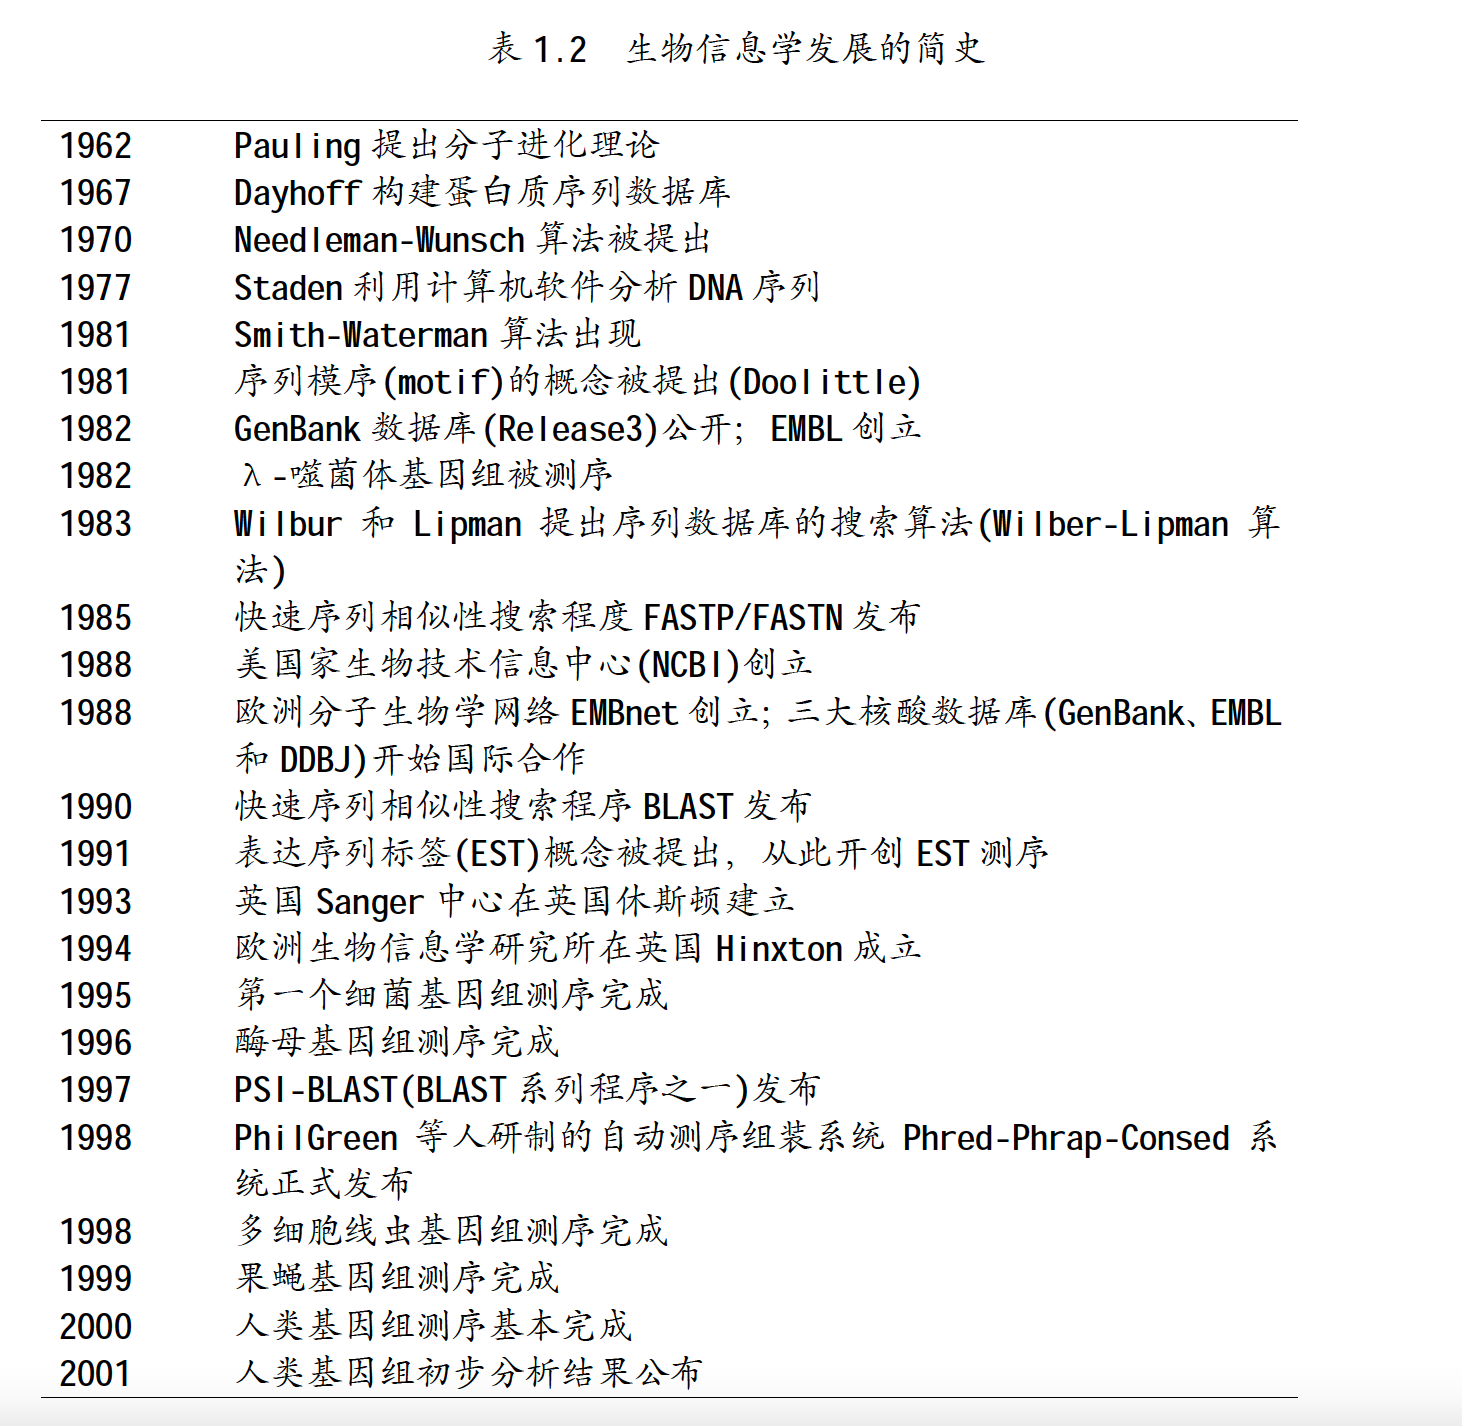 表 1.2 生物信息学发展的简史
1962 Pauling 提出分子进化理论
1967 Dayhoff 构建蛋白质序列数据库
1970 Needleman-Wunsch 算法被提出
1977 Staden 利用计算机软件分析 DNA 序列
1981 Smith-Waterman 算法出现
1981 序列模序(motif)的概念被提出(Doolittle)
1982 GenBank 数据库(Release3)公开；EMBL 创立
1982 λ-噬菌体基因组被测序
1983 Wilbur 和 Lipman 提出序列数据库的搜索算法(Wilber-Lipman 算
法)
1985 快速序列相似性搜索程度 FASTP/FASTN 发布
1988 美国家生物技术信息中心(NCBI)创立
1988 欧洲分子生物学网络 EMBnet 创立；三大核酸数据库(GenBank、EMBL
和 DDBJ)开始国际合作
1990 快速序列相似性搜索程序 BLAST 发布
1991 表达序列标签(EST)概念被提出，从此开创 EST 测序
1993 英国 Sanger 中心在英国休斯顿建立
1994 欧洲生物信息学研究所在英国 Hinxton 成立
1995 第一个细菌基因组测序完成
1996 酶母基因组测序完成
1997 PSI-BLAST(BLAST 系列程序之一)发布
1998 PhilGreen 等人研制的自动测序组装系统 Phred-Phrap-Consed 系
统正式发布
1998 多细胞线虫基因组测序完成
1999 果蝇基因组测序完成
2000 人类基因组测序基本完成
2001 人类基因组初步分析结果公布